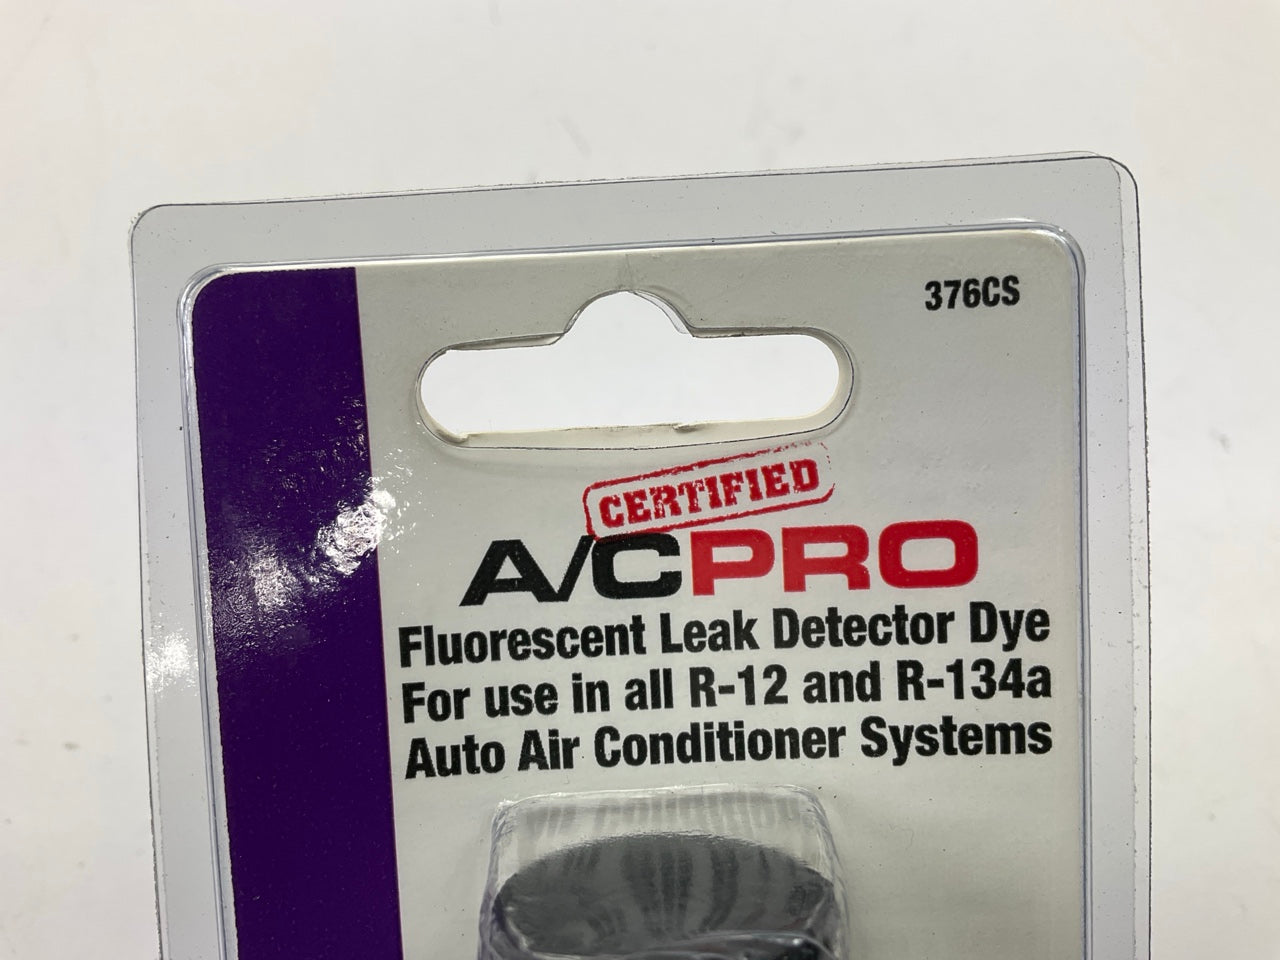 376CS
CERTIFIED
A/CPRO
Fluorescent Leak Detector Dye
For use in all R-12 and R-134a
Auto Air Conditioner Systems